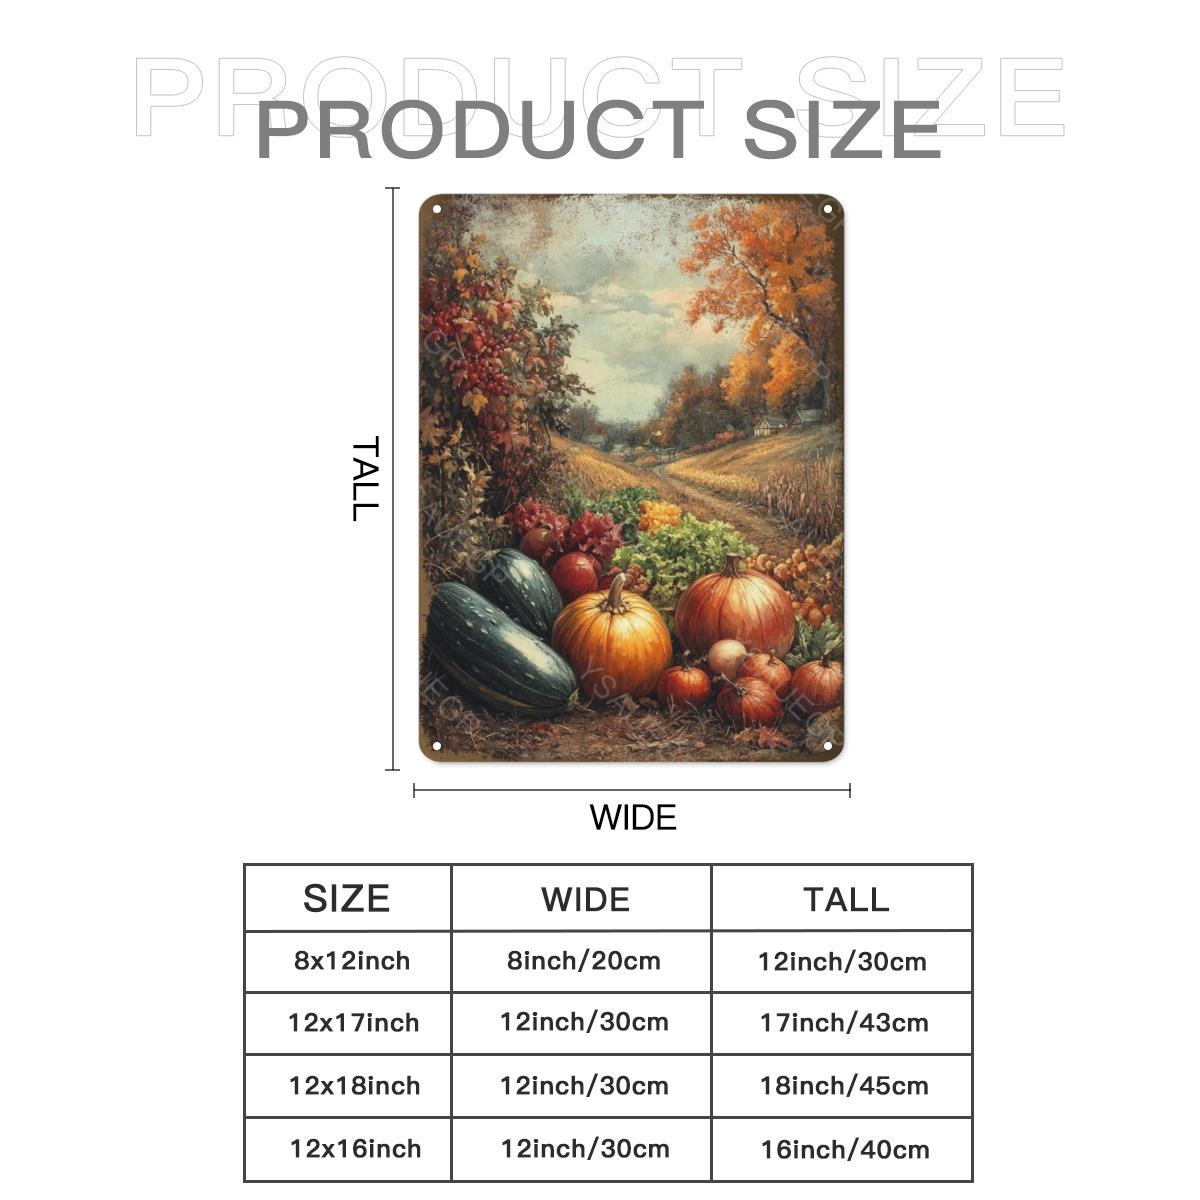 PRODUCT SIZE
PRODUCT SIZE
TALL
WIDE
SIZE WIDE TALL
8x12inch 8inch/20cm 12inch/30cm
12x17inch 12inch/30cm 17inch/43cm
12x18inch 12inch/30cm 18inch/45cm
12x16inch 12inch/30cm 16inch/40cm